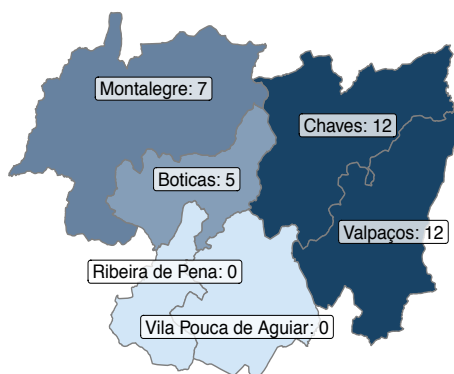 Montalegre: 7
Chaves: 12
Boticas: 5
Valpaços: 12
Ribeira de Pena: 0
Vila Pouca de Aguiar: 0